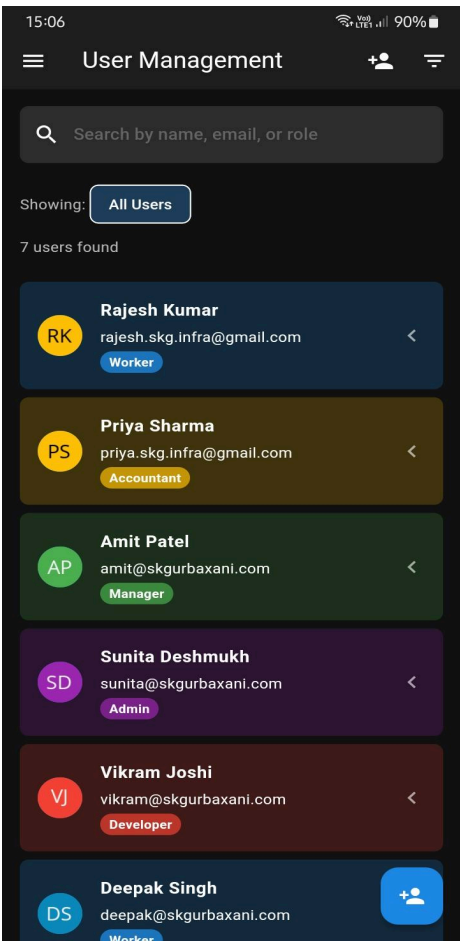 15:06 Vo)) LTE1 90%
User Management
Search by name, email, or role
Showing: All Users
7 users found
RK
Rajesh Kumar
rajesh.skg.infra@gmail.com
Worker
PS
Priya Sharma
priya.skg.infra@gmail.com
Accountant
AP
Amit Patel
amit@skgurbaxani.com
Manager
SD
Sunita Deshmukh
sunita@skgurbaxani.com
Admin
VJ
Vikram Joshi
vikram@skgurbaxani.com
Developer
DS
Deepak Singh
deepak@skgurbaxani.com
Worker